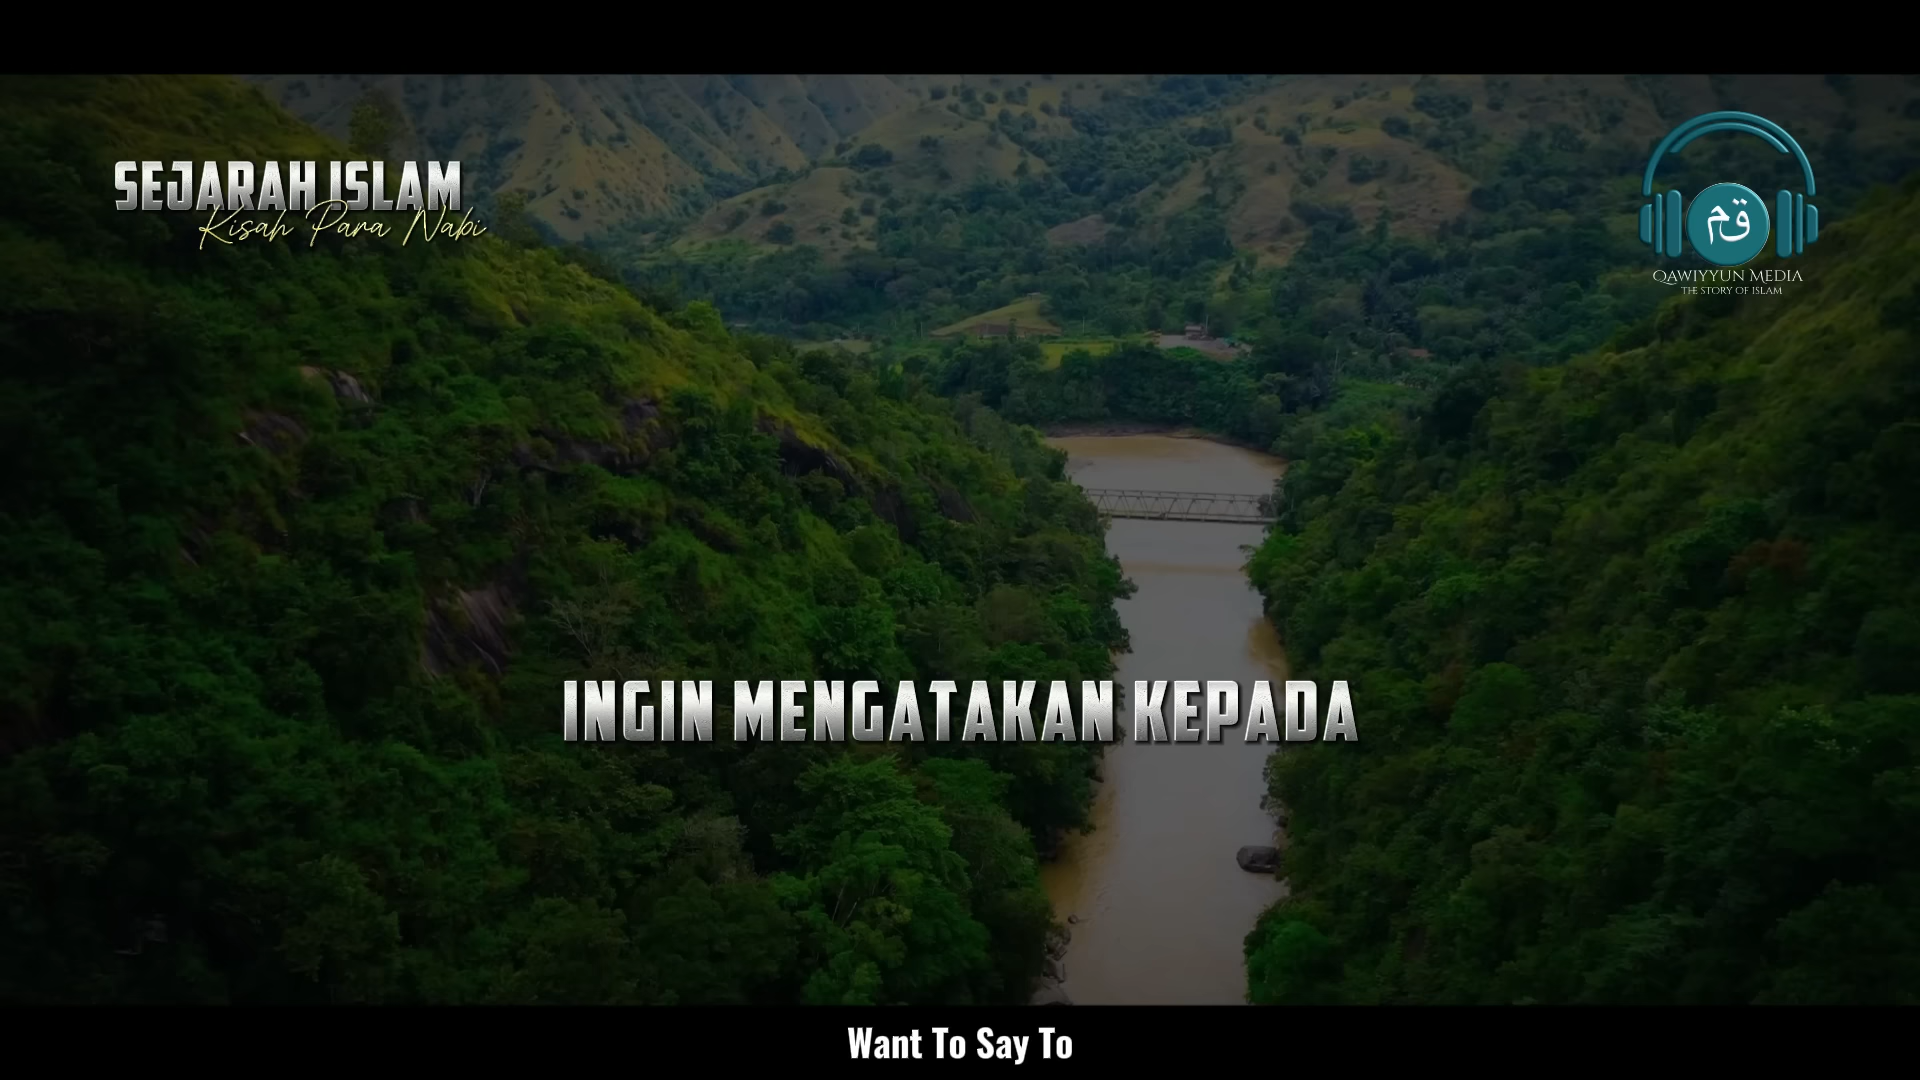 SEJARAH ISLAM
Kisah Para Nabi
قم
QAWIYYUN MEDIA
THE STORY OF ISLAM
INGIN MENGATAKAN KEPADA
Want To Say To